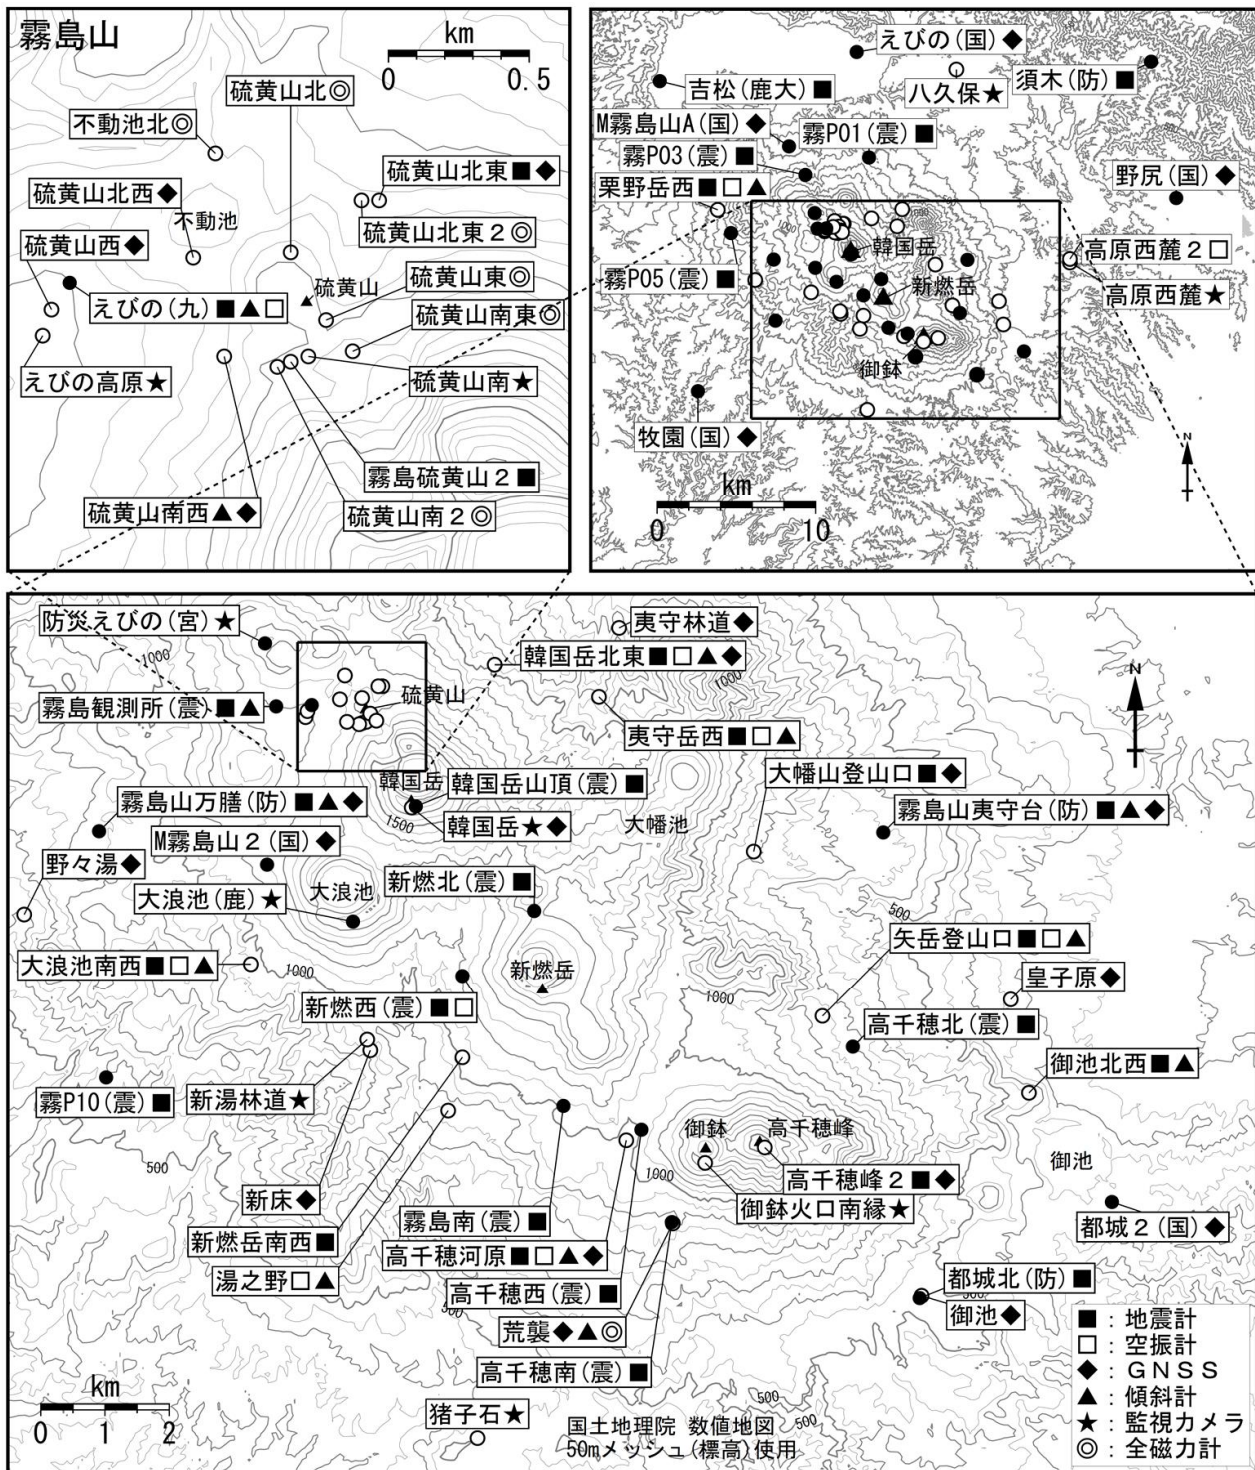 霧島山
km
0 0.5
硫黄山北◎
不動池北◎
硫黄山北東■◆
硫黄山北西◆
不動池
硫黄山北東2◎
硫黄山西◆
硫黄山東◎
硫黄山
えびの(九)■▲□
硫黄山南東◎
えびの高原★
硫黄山南★
霧島硫黄山2■
硫黄山南西▲◆
硫黄山南2◎
えびの(国)◆
吉松(鹿大)■
八久保★
須木(防)■
M霧島山A(国)◆
霧P01(震)■
霧P03(震)■
野尻(国)◆
栗野岳西■□▲
1000
1000
韓国岳
高原西麓2□
霧P05(震)■
新燃岳
高原西麓★
御鉢
牧園(国)◆
N
km
0 10
防災えびの(宮)★
夷守林道◆
1000
韓国岳北東■□▲◆
1000
N
硫黄山
霧島観測所(震)■▲
夷守岳西■□▲
大幡山登山口■◆
韓国岳
韓国岳山頂(震)■
霧島山万膳(防)■▲◆
1500
大幡池
霧島山夷守台(防)■▲◆
韓国岳★◆
M霧島山2(国)◆
野々湯◆
大浪池
新燃北(震)■
大浪池(鹿)★
500
矢岳登山口■□▲
大浪池南西■□▲
1000
新燃岳
皇子原◆
新燃西(震)■□
1000
高千穂北(震)■
御池北西■▲
霧P10(震)■
新湯林道★
御鉢
高千穂峰
500
1000
御池
高千穂峰2■◆
新床◆
御鉢火口南縁★
霧島南(震)■
都城2(国)◆
新燃岳南西■
高千穂河原■□▲◆
湯之野□▲
都城北(防)■
高千穂西(震)■
500
御池◆
荒襲◆▲◎
高千穂南(震)■
km
0 1 2
500
500
猪子石★
国土地理院 数値地図
50mメッシュ(標高)使用
■：地震計
□：空振計
◆：GNSS
▲：傾斜計
★：監視カメラ
◎：全磁力計